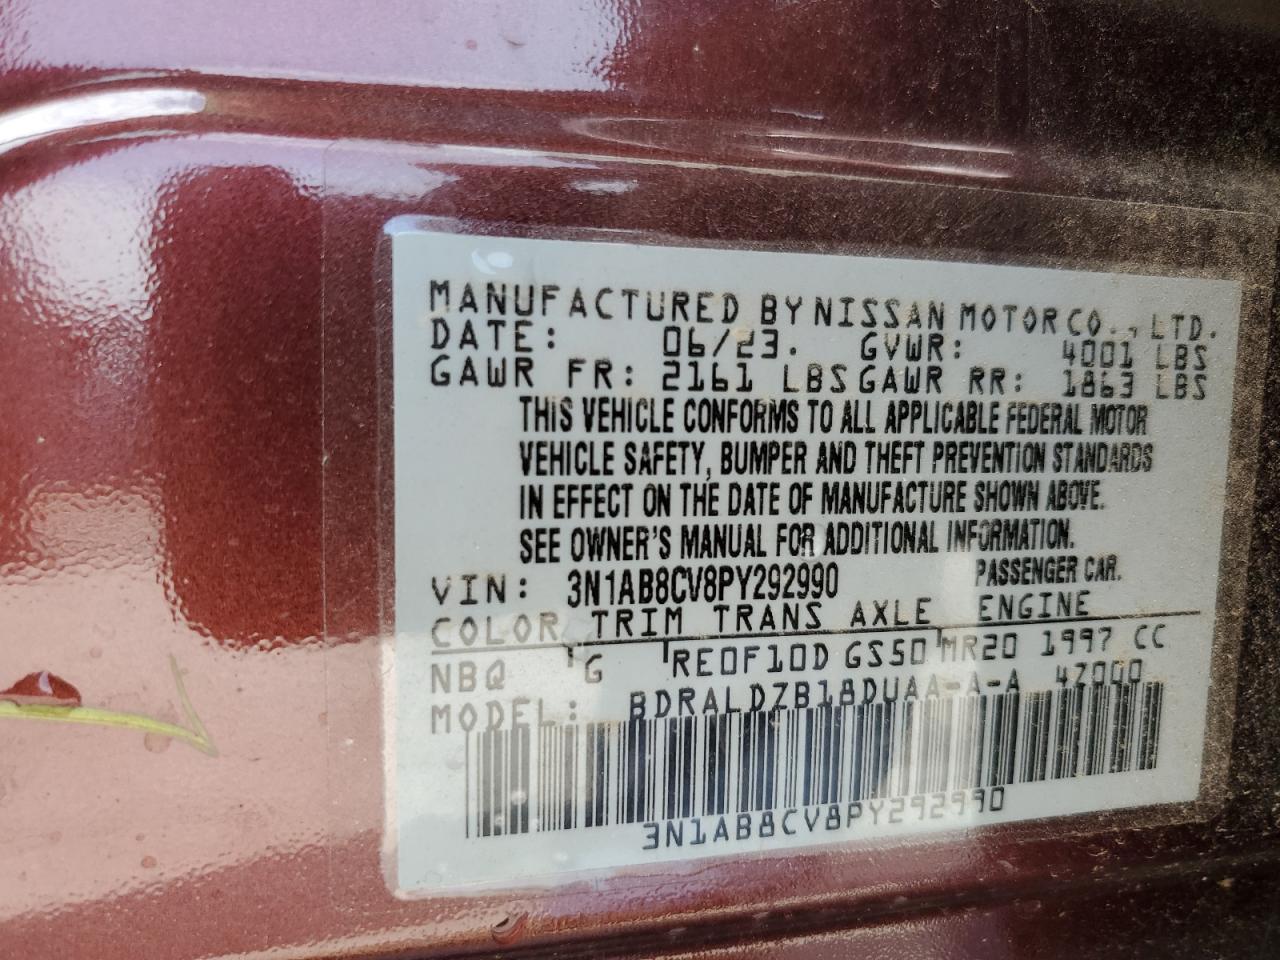 MANUFACTURED BY NISSAN MOTOR CO., LTD.
DATE: 06/23. GVWR: 4001 LBS
GAWR FR: 2161 LBS GAWR RR: 1863 LBS
THIS VEHICLE CONFORMS TO ALL APPLICABLE FEDERAL MOTOR
VEHICLE SAFETY, BUMPER AND THEFT PREVENTION STANDARDS
IN EFFECT ON THE DATE OF MANUFACTURE SHOWN ABOVE.
SEE OWNER'S MANUAL FOR ADDITIONAL INFORMATION.
VIN: 3N1AB8CV8PY292990 PASSENGER CAR.
COLOR TRIM TRANS AXLE ENGINE
NBQ G RE0F10D GS50 MR20 1997 CC
MODEL: BDRALDZB18DUAA-A-A 47000
3N1AB8CV8PY292990